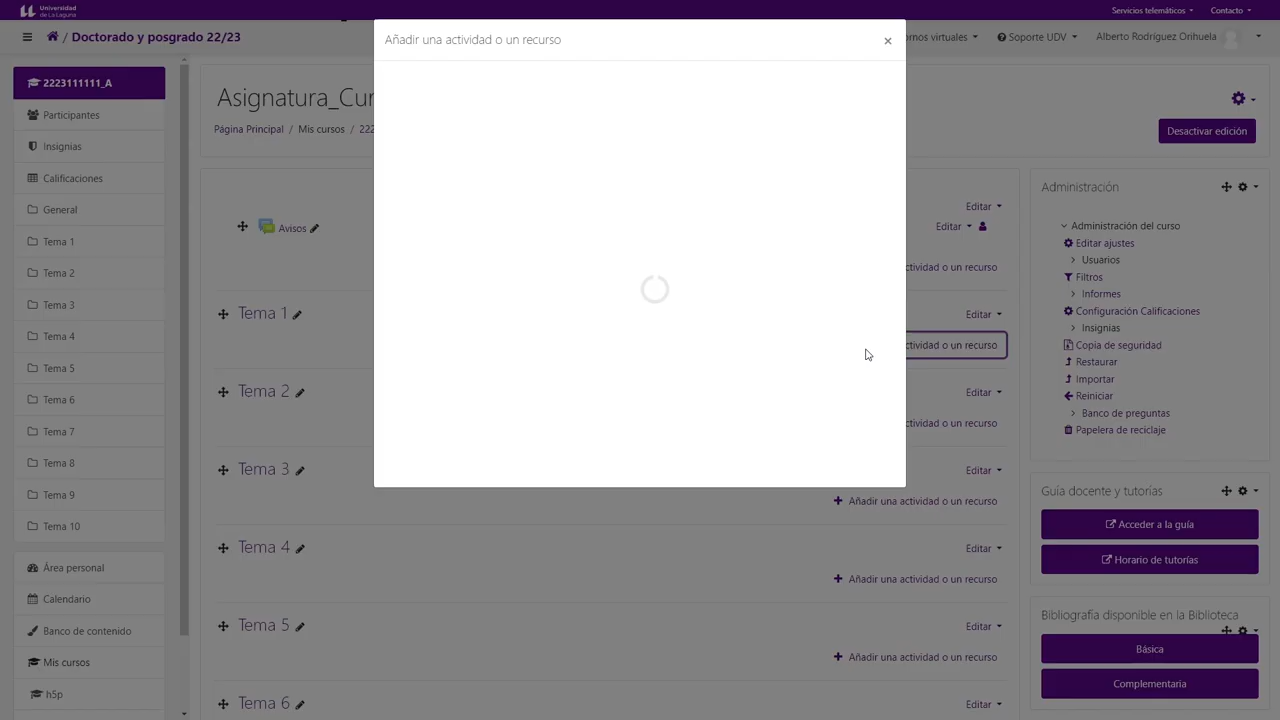 Universidad
de La Laguna
Servicios telemáticos
Contacto
/ Doctorado y posgrado 22/23
Añadir una actividad o un recurso
×
ornos virtuales
Soporte UDV
Alberto Rodríguez Orihuela
2223111111_A
Participantes
Insignias
Calificaciones
General
Tema 1
Tema 2
Tema 3
Tema 4
Tema 5
Tema 6
Tema 7
Tema 8
Tema 9
Tema 10
Área personal
Calendario
Banco de contenido
Mis cursos
h5p
Asignatura_Cur
Página Principal / Mis cursos / 222
Desactivar edición
Editar
Avisos
Editar
ctividad o un recurso
Tema 1
Editar
ctividad o un recurso
Tema 2
Editar
ctividad o un recurso
Tema 3
Editar
Añadir una actividad o un recurso
Tema 4
Editar
Añadir una actividad o un recurso
Tema 5
Editar
Añadir una actividad o un recurso
Tema 6
Editar
Administración
Administración del curso
Editar ajustes
Usuarios
Filtros
Informes
Configuración Calificaciones
Insignias
Copia de seguridad
Restaurar
Importar
Reiniciar
Banco de preguntas
Papelera de reciclaje
Guía docente y tutorías
Acceder a la guía
Horario de tutorías
Bibliografía disponible en la Biblioteca
Básica
Complementaria